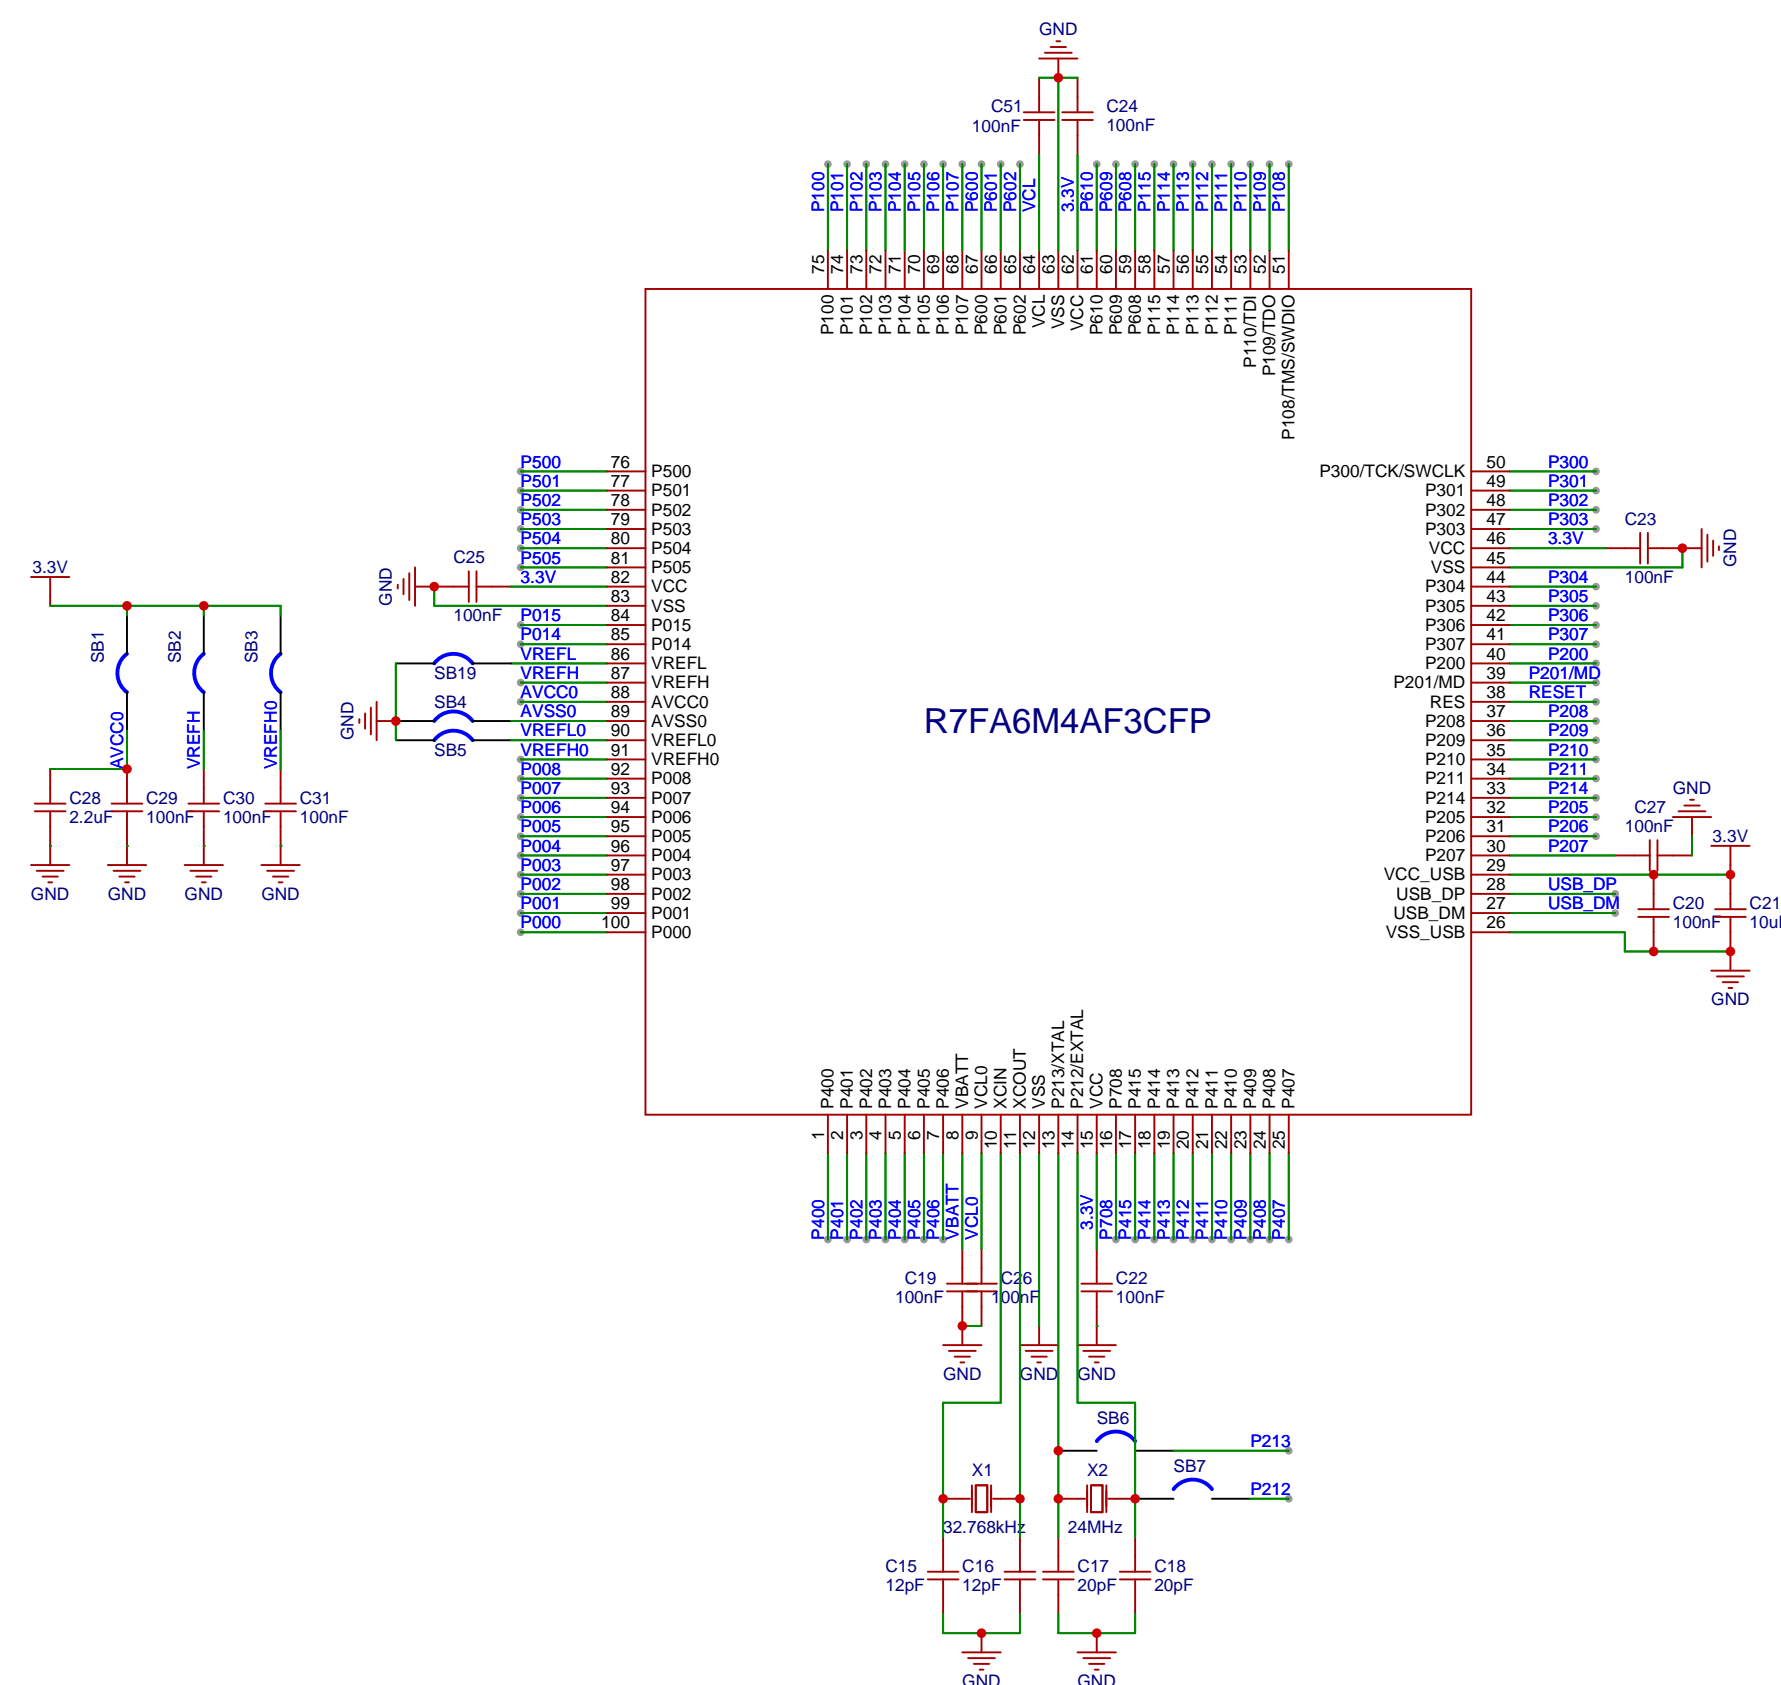 GND
C51
100nF
C24
100nF
P100
P101
P102
P103
P104
P105
P106
P107
P600
P601
P602
VCL
3.3V
P610
P609
P608
P115
P114
P113
P112
P111
P110
P109
P108
75
74
73
72
71
70
69
68
67
66
65
64
63
62
61
60
59
58
57
56
55
54
53
52
51
P100
P101
P102
P103
P104
P105
P106
P107
P600
P601
P602
VCL
VSS
VCC
P610
P609
P608
P115
P114
P113
P112
P111
P110/TDI
P109/TDO
P108/TMS/SWDIO
P500 76 P500
P501 77 P501
P502 78 P502
P503 79 P503
P504 80 P504
P505 81 P505
3.3V 82 VCC
83 VSS
P015 84 P015
P014 85 P014
VREFL 86 VREFL
VREFH 87 VREFH
AVCC0 88 AVCC0
AVSS0 89 AVSS0
VREFL0 90 VREFL0
VREFH0 91 VREFH0
P008 92 P008
P007 93 P007
P006 94 P006
P005 95 P005
P004 96 P004
P003 97 P003
P002 98 P002
P001 99 P001
P000 100 P000
GND
C25
100nF
SB19
GND
SB4
SB5
3.3V
SB1
SB2
SB3
AVCC0
VREFH
VREFH0
C28
2.2uF
C29
100nF
C30
100nF
C31
100nF
GND
GND
GND
GND
R7FA6M4AF3CFP
P300/TCK/SWCLK 50 P300
P301 49 P301
P302 48 P302
P303 47 P303
VCC 46 3.3V
VSS 45
P304 44 P304
P305 43 P305
P306 42 P306
P307 41 P307
P200 40 P200
P201/MD 39 P201/MD
RES 38 RESET
P208 37 P208
P209 36 P209
P210 35 P210
P211 34 P211
P214 33 P214
P205 32 P205
P206 31 P206
P207 30 P207
VCC_USB 29
USB_DP 28 USB_DP
USB_DM 27 USB_DM
VSS_USB 26
C23
100nF
GND
GND
C27
100nF
3.3V
C20
100nF
C21
10u
GND
P400
P401
P402
P403
P404
P405
P406
VBATT
VCL0
XCIN
XCOUT
VSS
P213/XTAL
P212/EXTAL
VCC
P708
P415
P414
P413
P412
P411
P410
P409
P408
P407
1
2
3
4
5
6
7
8
9
10
11
12
13
14
15
16
17
18
19
20
21
22
23
24
25
P400
P401
P402
P403
P404
P405
P406
VBATT
VCL0
3.3V
P708
P415
P414
P413
P412
P411
P410
P409
P408
P407
C19
100nF
C26
100nF
C22
100nF
GND
GND
GND
SB6
P213
SB7
P212
X1
32.768kHz
X2
24MHz
C15
12pF
C16
12pF
C17
20pF
C18
20pF
GND
GND